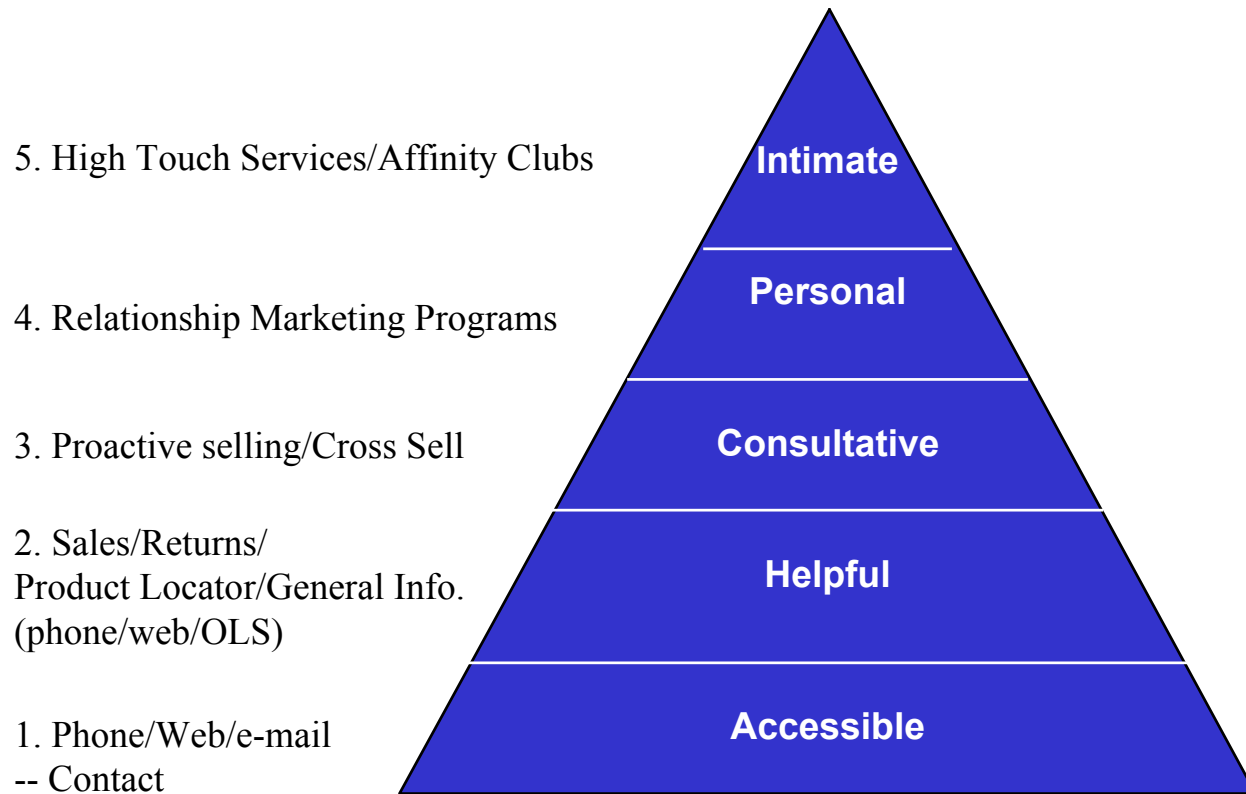 5. High Touch Services/Affinity Clubs
Intimate
4. Relationship Marketing Programs
Personal
3. Proactive selling/Cross Sell
Consultative
2. Sales/Returns/
Product Locator/General Info.
(phone/web/OLS)
Helpful
1. Phone/Web/e-mail
-- Contact
Accessible